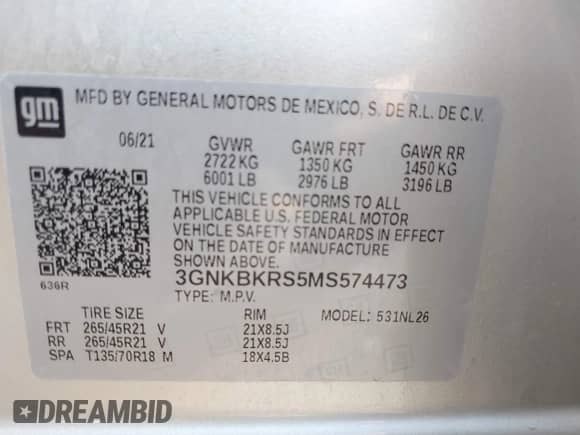 gm
MFD BY GENERAL MOTORS DE MEXICO, S. DE R.L. DE C.V.
06/21 GVWR GAWR FRT GAWR RR
2722 KG 1350 KG 1450 KG
6001 LB 2976 LB 3196 LB
THIS VEHICLE CONFORMS TO ALL
APPLICABLE U.S. FEDERAL MOTOR
VEHICLE SAFETY STANDARDS IN EFFECT
ON THE DATE OF MANUFACTURE
SHOWN ABOVE.
636R
3GNKBKRS5MS574473
TYPE: M.P.V.
TIRE SIZE RIM MODEL: 531NL26
FRT 265/45R21 V 21X8.5J
RR 265/45R21 V 21X8.5J
SPA T135/70R18 M 18X4.5B
DREAMBID